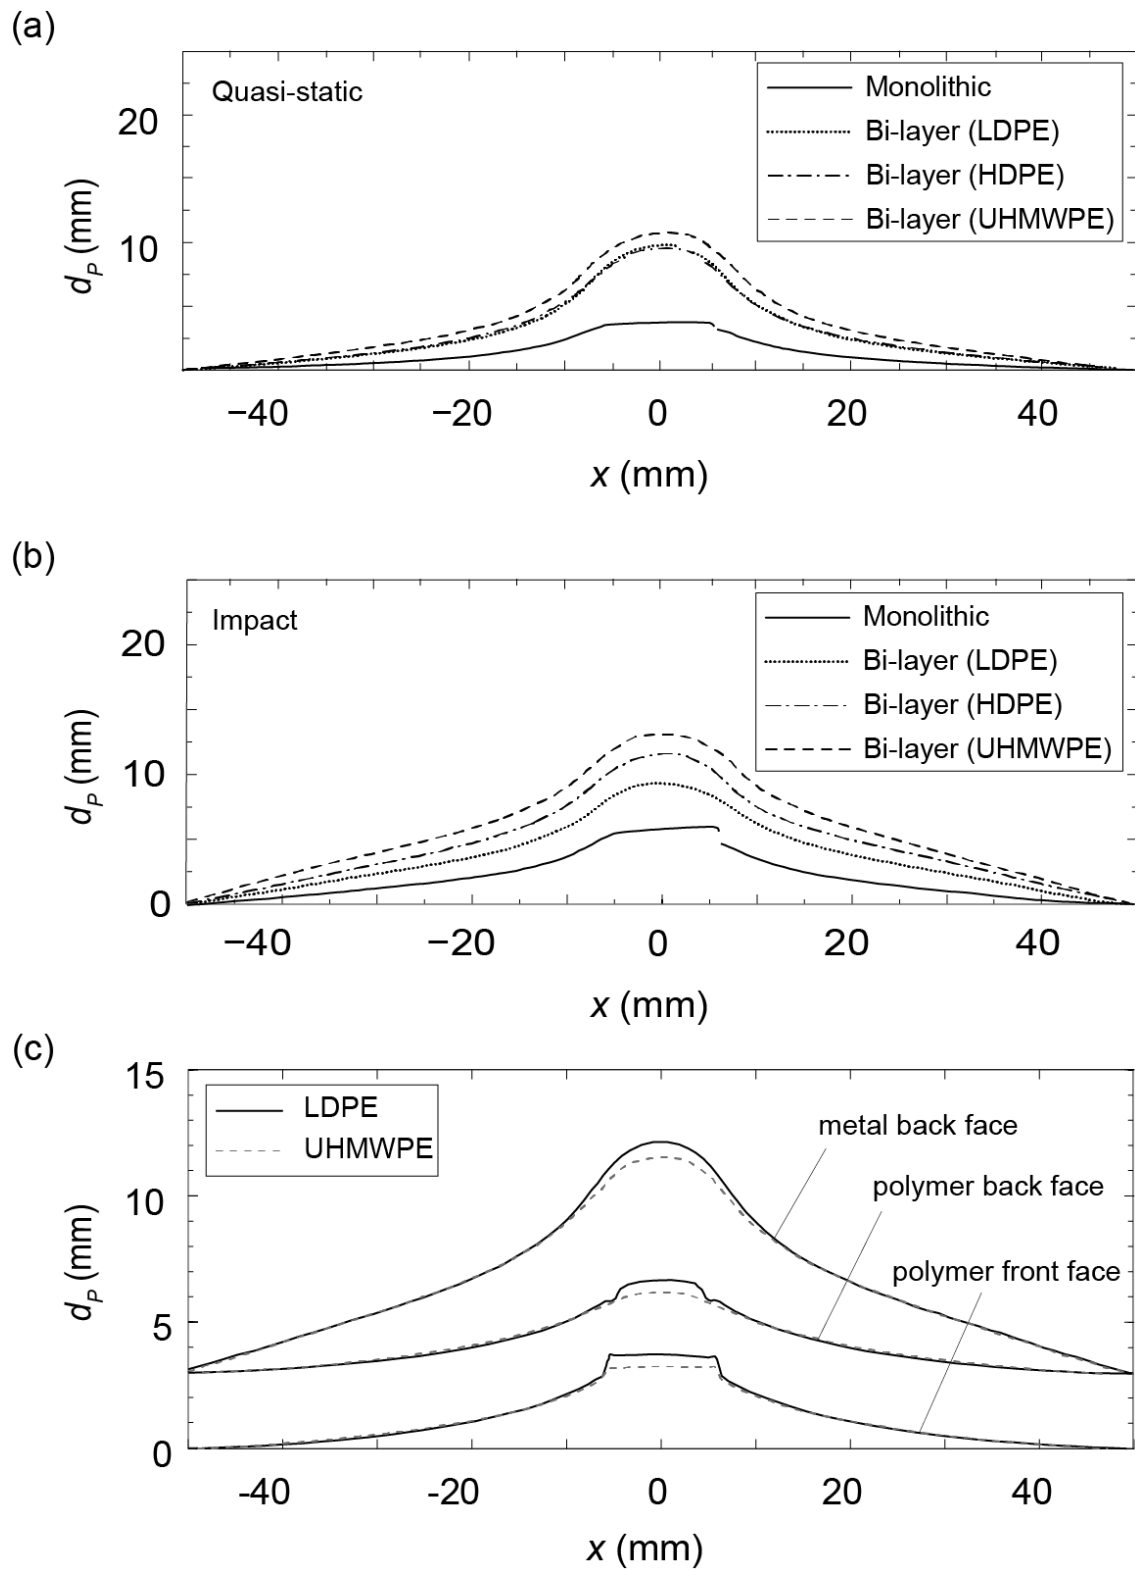 (a)
Quasi-static
Monolithic
Bi-layer (LDPE)
Bi-layer (HDPE)
Bi-layer (UHMWPE)
20
10
dP (mm)
−40 −20 0 20 40
x (mm)
(b)
Impact
Monolithic
Bi-layer (LDPE)
Bi-layer (HDPE)
Bi-layer (UHMWPE)
20
10
0
dP (mm)
−40 −20 0 20 40
x (mm)
(c)
LDPE
UHMWPE
metal back face
polymer back face
polymer front face
15
10
5
0
dP (mm)
-40 -20 0 20 40
x (mm)